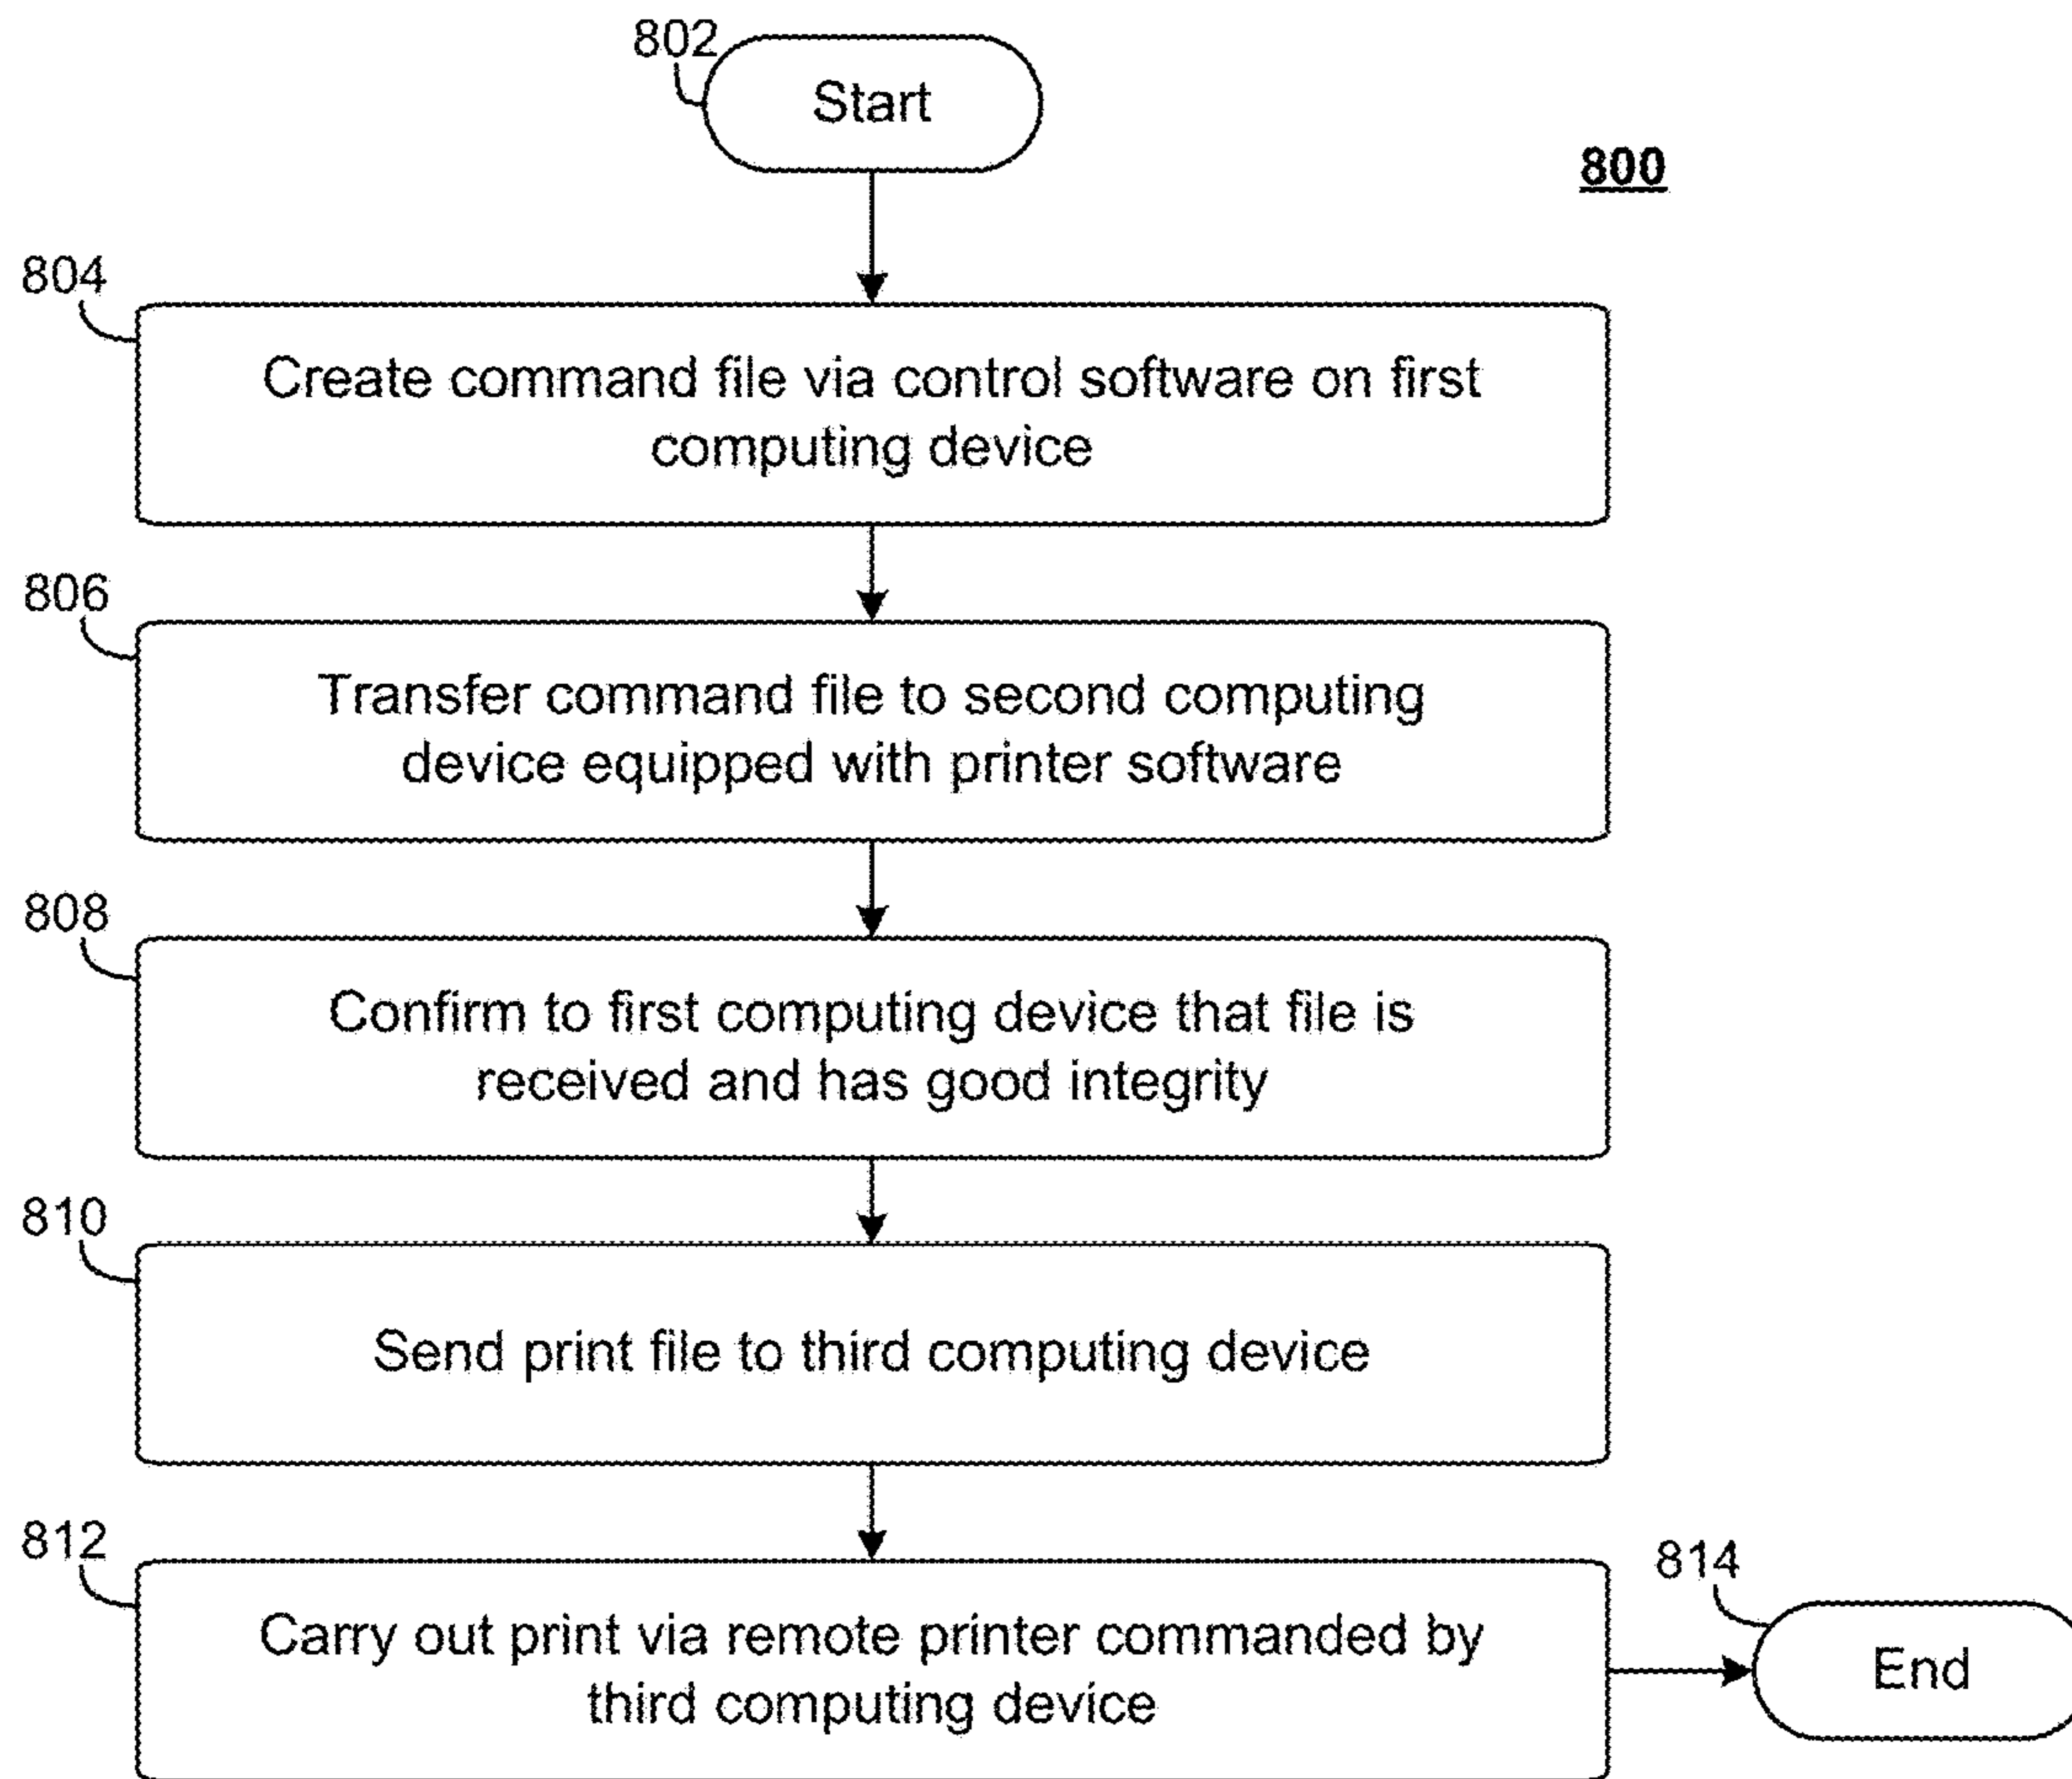 802
Start
800
804
Create command file via control software on first
computing device
806
Transfer command file to second computing
device equipped with printer software
808
Confirm to first computing device that file is
received and has good integrity
810
Send print file to third computing device
812
Carry out print via remote printer commanded by
third computing device
814
End